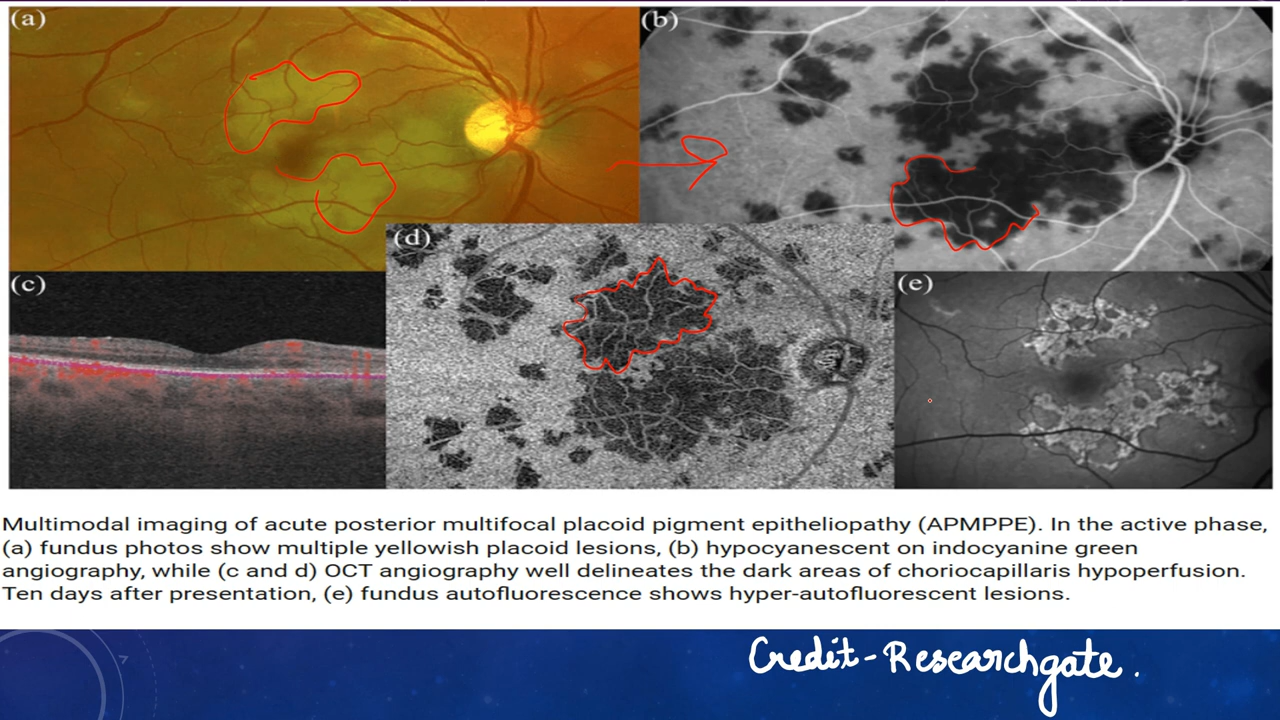 (a)
(b)
(c)
(d)
(e)
Multimodal imaging of acute posterior multifocal placoid pigment epitheliopathy (APMPPE). In the active phase,
(a) fundus photos show multiple yellowish placoid lesions, (b) hypocyanescent on indocyanine green
angiography, while (c and d) OCT angiography well delineates the dark areas of choriocapillaris hypoperfusion.
Ten days after presentation, (e) fundus autofluorescence shows hyper-autofluorescent lesions.
Credit-Researchgate.